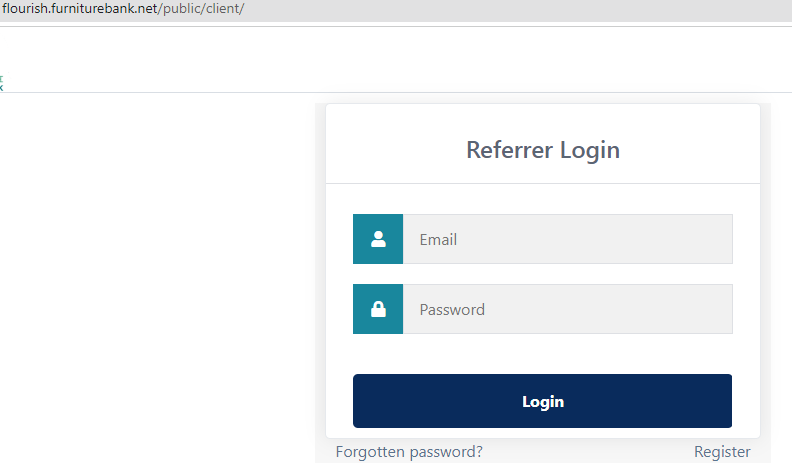 flourish.furniturebank.net/public/client/
Referrer Login
Email
Password
Login
Forgotten password?
Register